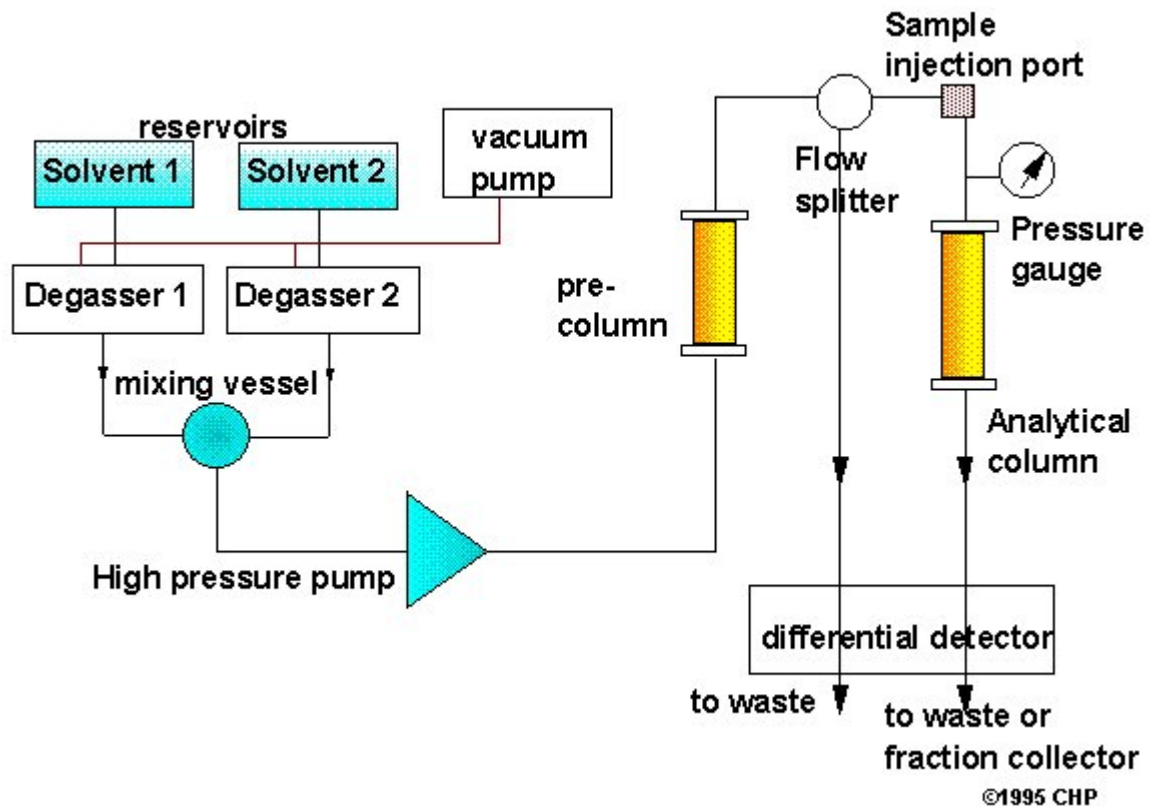 Sample
injection port
reservoirs
vacuum
pump
Solvent 1
Solvent 2
Flow
splitter
Pressure
gauge
Degasser 1
Degasser 2
pre-
column
mixing vessel
Analytical
column
High pressure pump
differential detector
to waste
to waste or
fraction collector
©1995 CHP